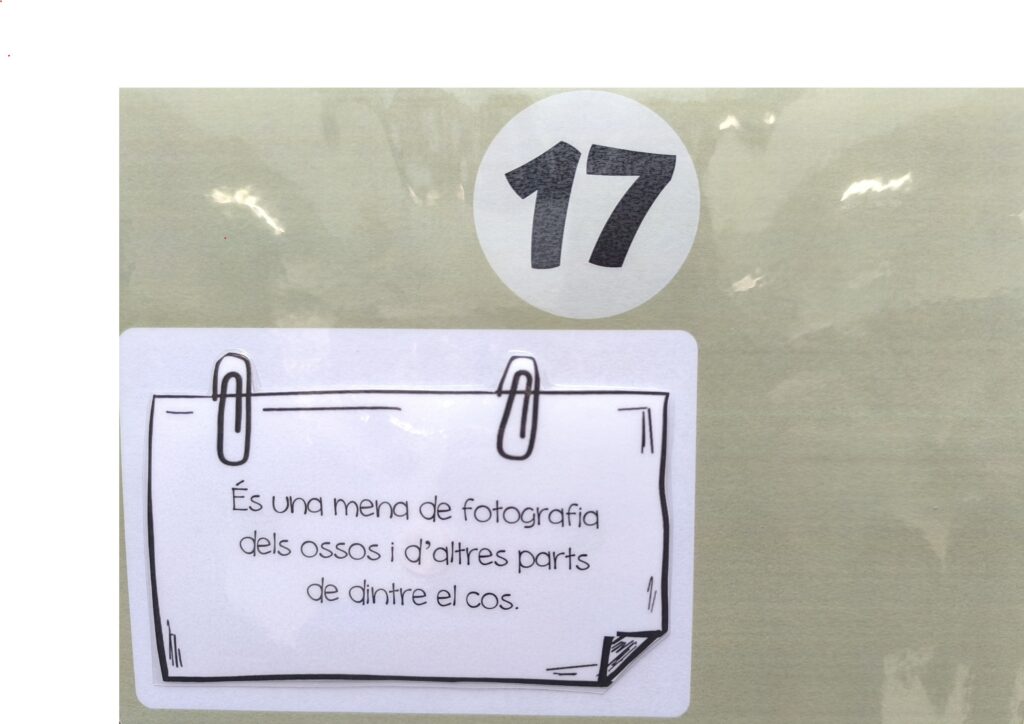 17
És una mena de fotografia
dels ossos i d'altres parts
de dintre el cos.